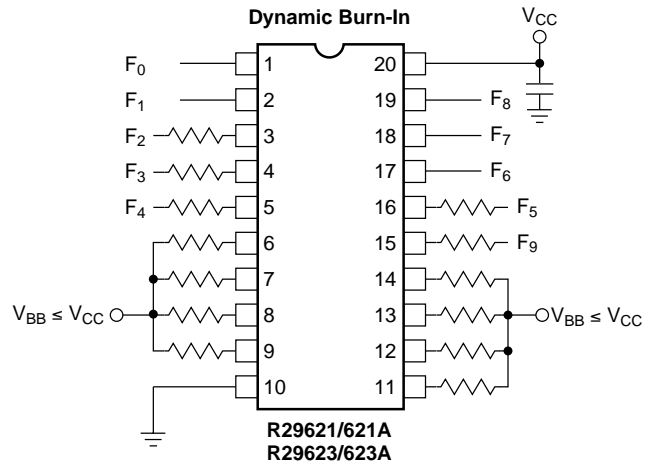 Dynamic Burn-In
V_CC
F_0 1 20
F_1 2 19 F_8
F_2 3 18 F_7
F_3 4 17 F_6
F_4 5 16 F_5
6 15 F_9
7 14
V_BB ≤ V_CC 8 13 V_BB ≤ V_CC
9 12
10 11
R29621/621A
R29623/623A